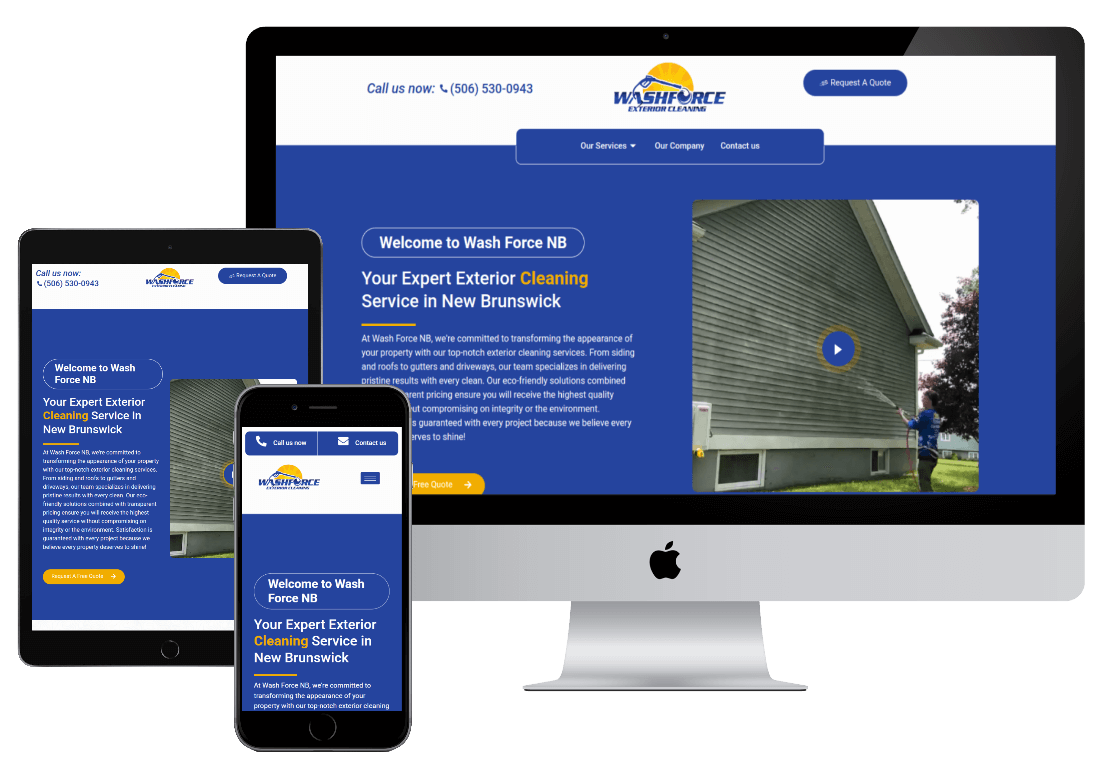 Call us now: (506) 530-0943
WASHFORCE
EXTERIOR CLEANING
Request A Quote
Our Services
Our Company
Contact us
Welcome to Wash Force NB
Your Expert Exterior Cleaning
Service in New Brunswick
At Wash Force NB, we're committed to transforming the appearance of
your property with our top-notch exterior cleaning services. From siding
and roofs to gutters and driveways, our team specializes in delivering
pristine results with every clean. Our eco-friendly solutions combined
parent pricing ensure you will receive the highest quality
out compromising on integrity or the environment.
s guaranteed with every project because we believe every
serves to shine!
Free Quote
Call us now:
(506) 530-0943
WASHFORCE
EXTERIOR CLEANING
Request A Quote
Welcome to Wash
Force NB
Your Expert Exterior
Cleaning Service in
New Brunswick
At Wash Force NB, we're committed to
transforming the appearance of your property
with our top-notch exterior cleaning services.
From siding and roofs to gutters and
driveways, our team specializes in delivering
pristine results with every clean. Our eco-
friendly solutions combined with transparent
pricing ensure you will receive the highest
quality service without compromising on
integrity or the environment. Satisfaction is
guaranteed with every project because we
believe every property deserves to shine!
Request A Free Quote
Call us now
Contact us
WASHFORCE
EXTERIOR CLEANING
Welcome to Wash
Force NB
Your Expert Exterior
Cleaning Service in
New Brunswick
At Wash Force NB, we're committed to
transforming the appearance of your
property with our top-notch exterior cleaning